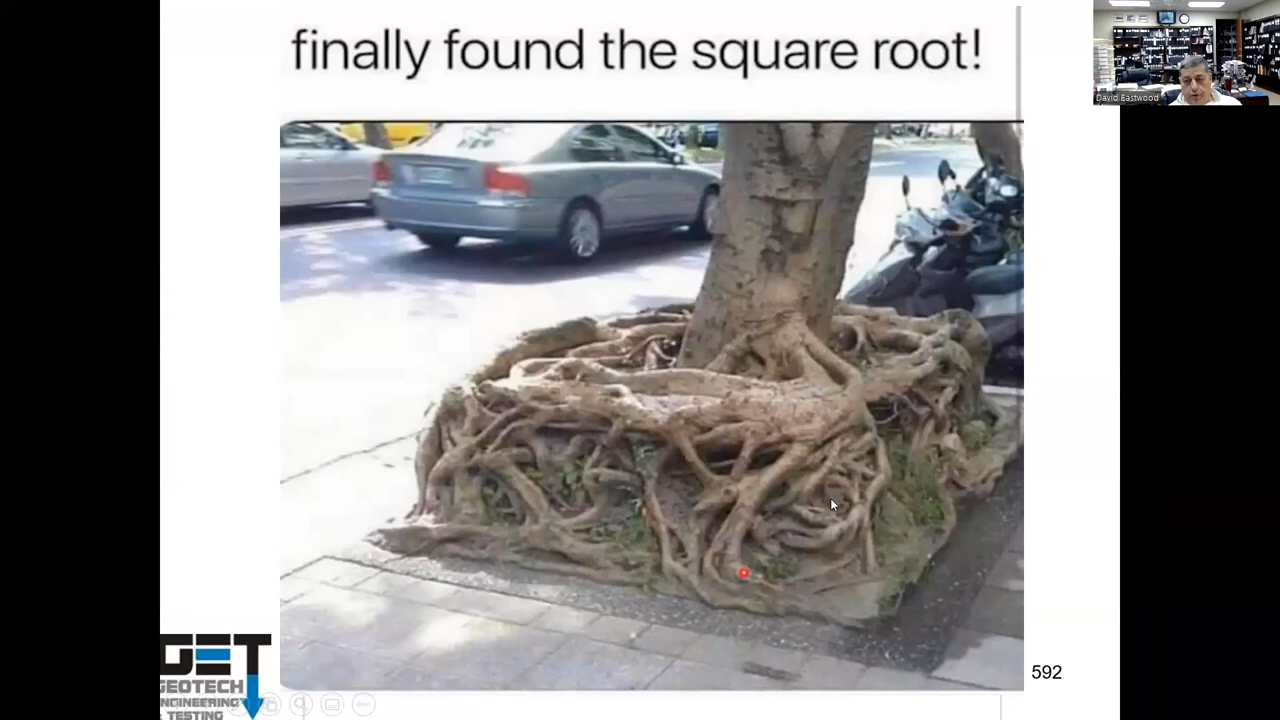 finally found the square root!
David Eastwood
592
GET
GEOTECH
ENGINEERING
& TESTING